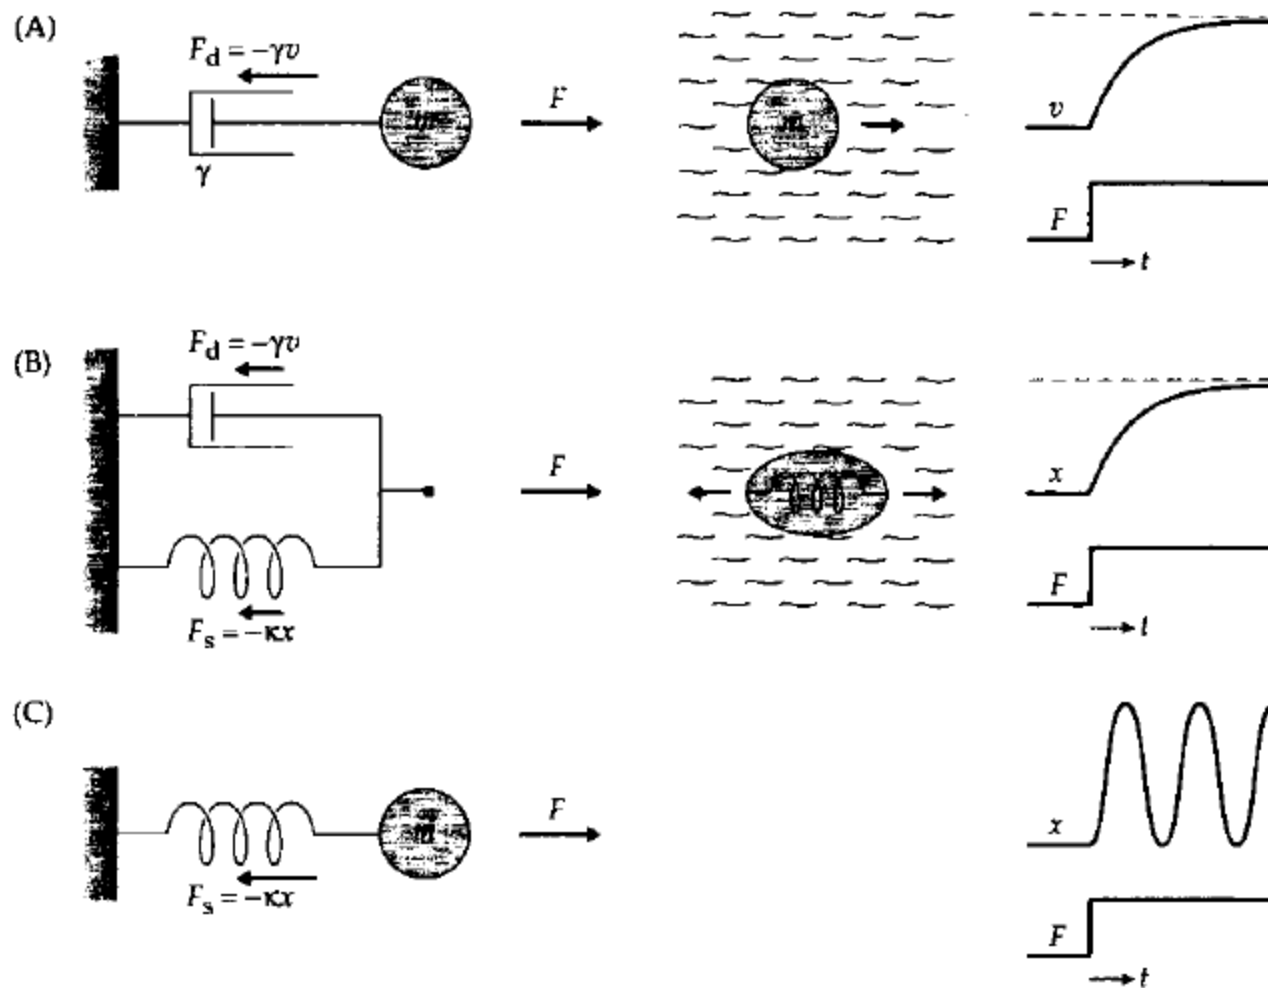 (A)
F_d = −γv
γ
m
F
m
v
F
t
(B)
F_d = −γv
F
F_s = −κx
x
F
t
(C)
m
F
F_s = −κx
x
F
t